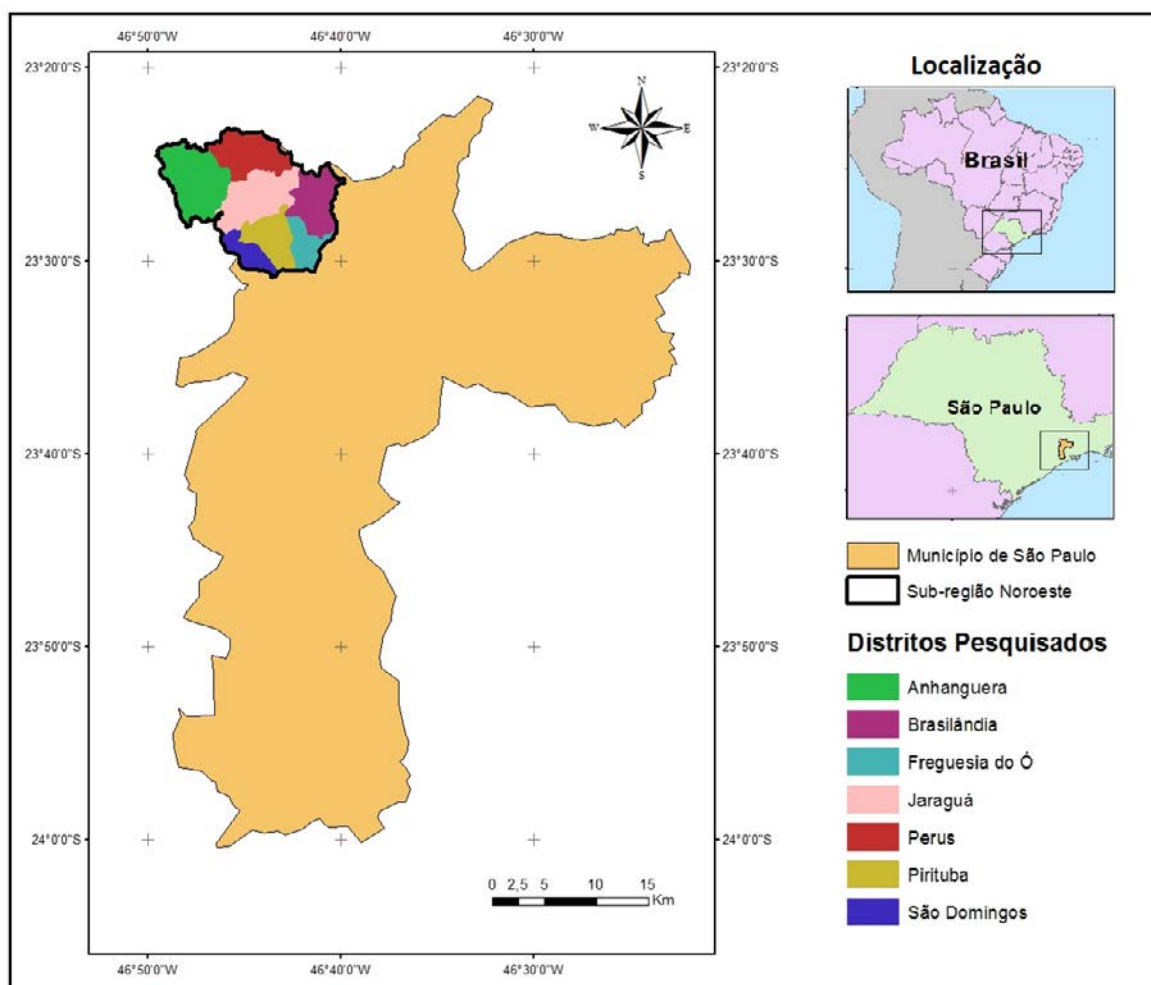 46°50'0"W 46°40'0"W 46°30'0"W
23°20'0"S 23°20'0"S
N
W E
S
23°30'0"S 23°30'0"S
23°40'0"S 23°40'0"S
23°50'0"S 23°50'0"S
24°0'0"S 24°0'0"S
0 2,5 5 10 15
Km
46°50'0"W 46°40'0"W 46°30'0"W
Localização
Brasil
São Paulo
Município de São Paulo
Sub-região Noroeste
Distritos Pesquisados
Anhanguera
Brasilândia
Freguesia do Ó
Jaraguá
Perus
Pirituba
São Domingos